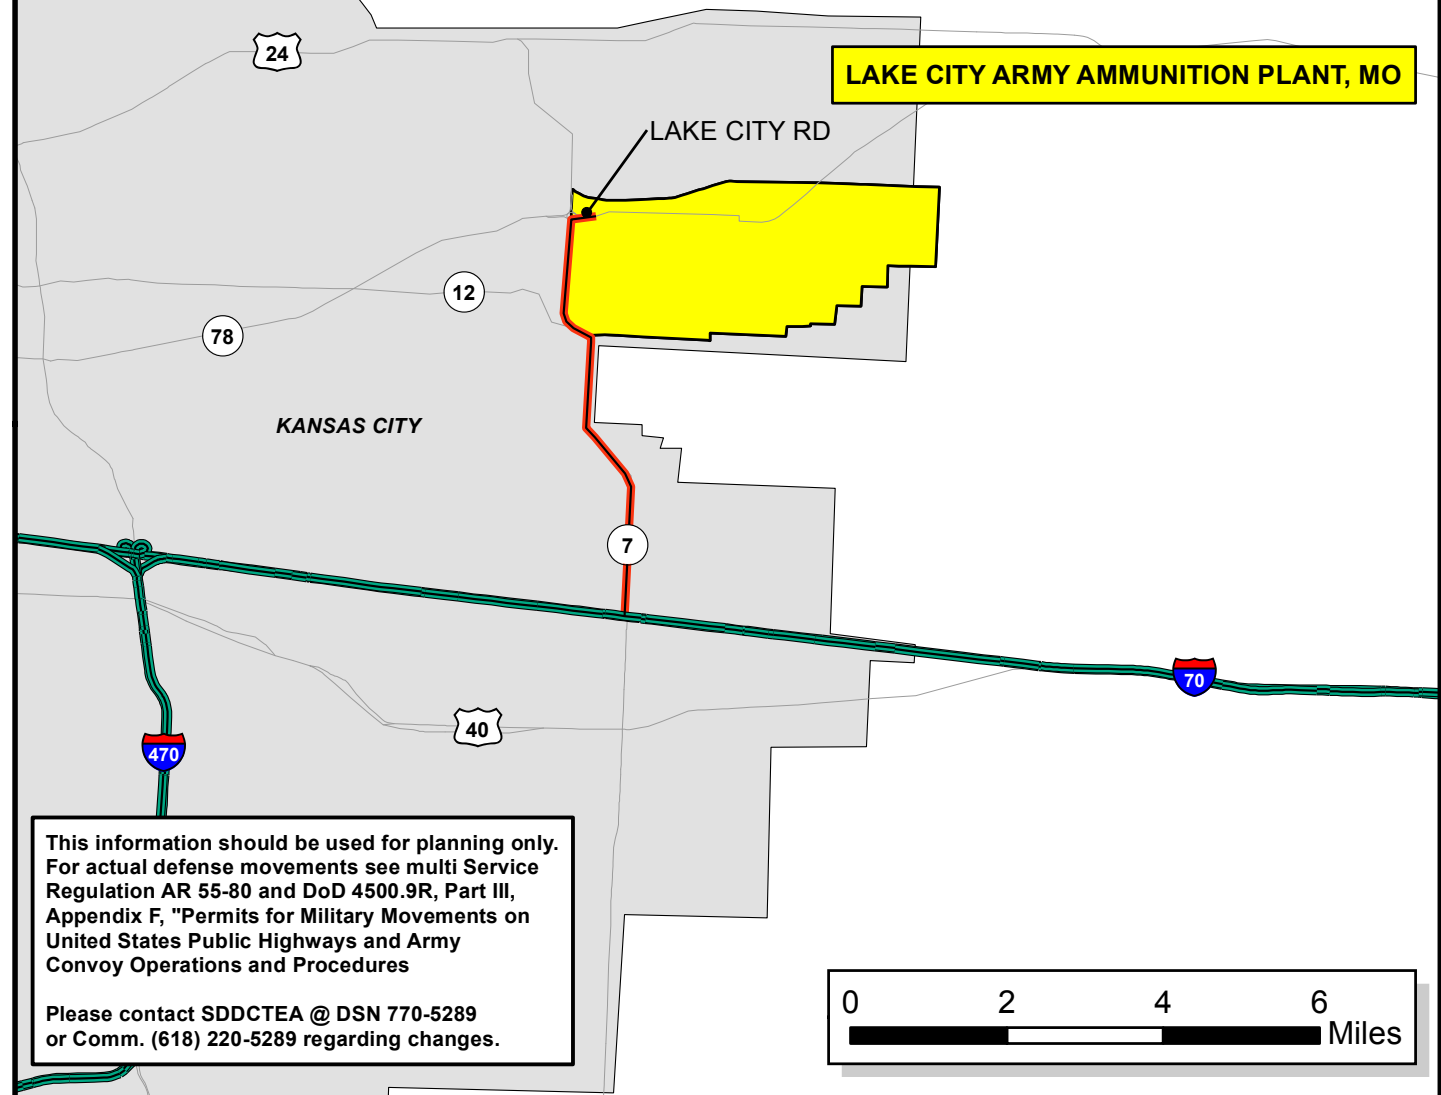 24
LAKE CITY ARMY AMMUNITION PLANT, MO
LAKE CITY RD
12
78
KANSAS CITY
7
70
40
470
This information should be used for planning only.
For actual defense movements see multi Service
Regulation AR 55-80 and DoD 4500.9R, Part III,
Appendix F, "Permits for Military Movements on
United States Public Highways and Army
Convoy Operations and Procedures
Please contact SDDCTEA @ DSN 770-5289
or Comm. (618) 220-5289 regarding changes.
0 2 4 6
Miles